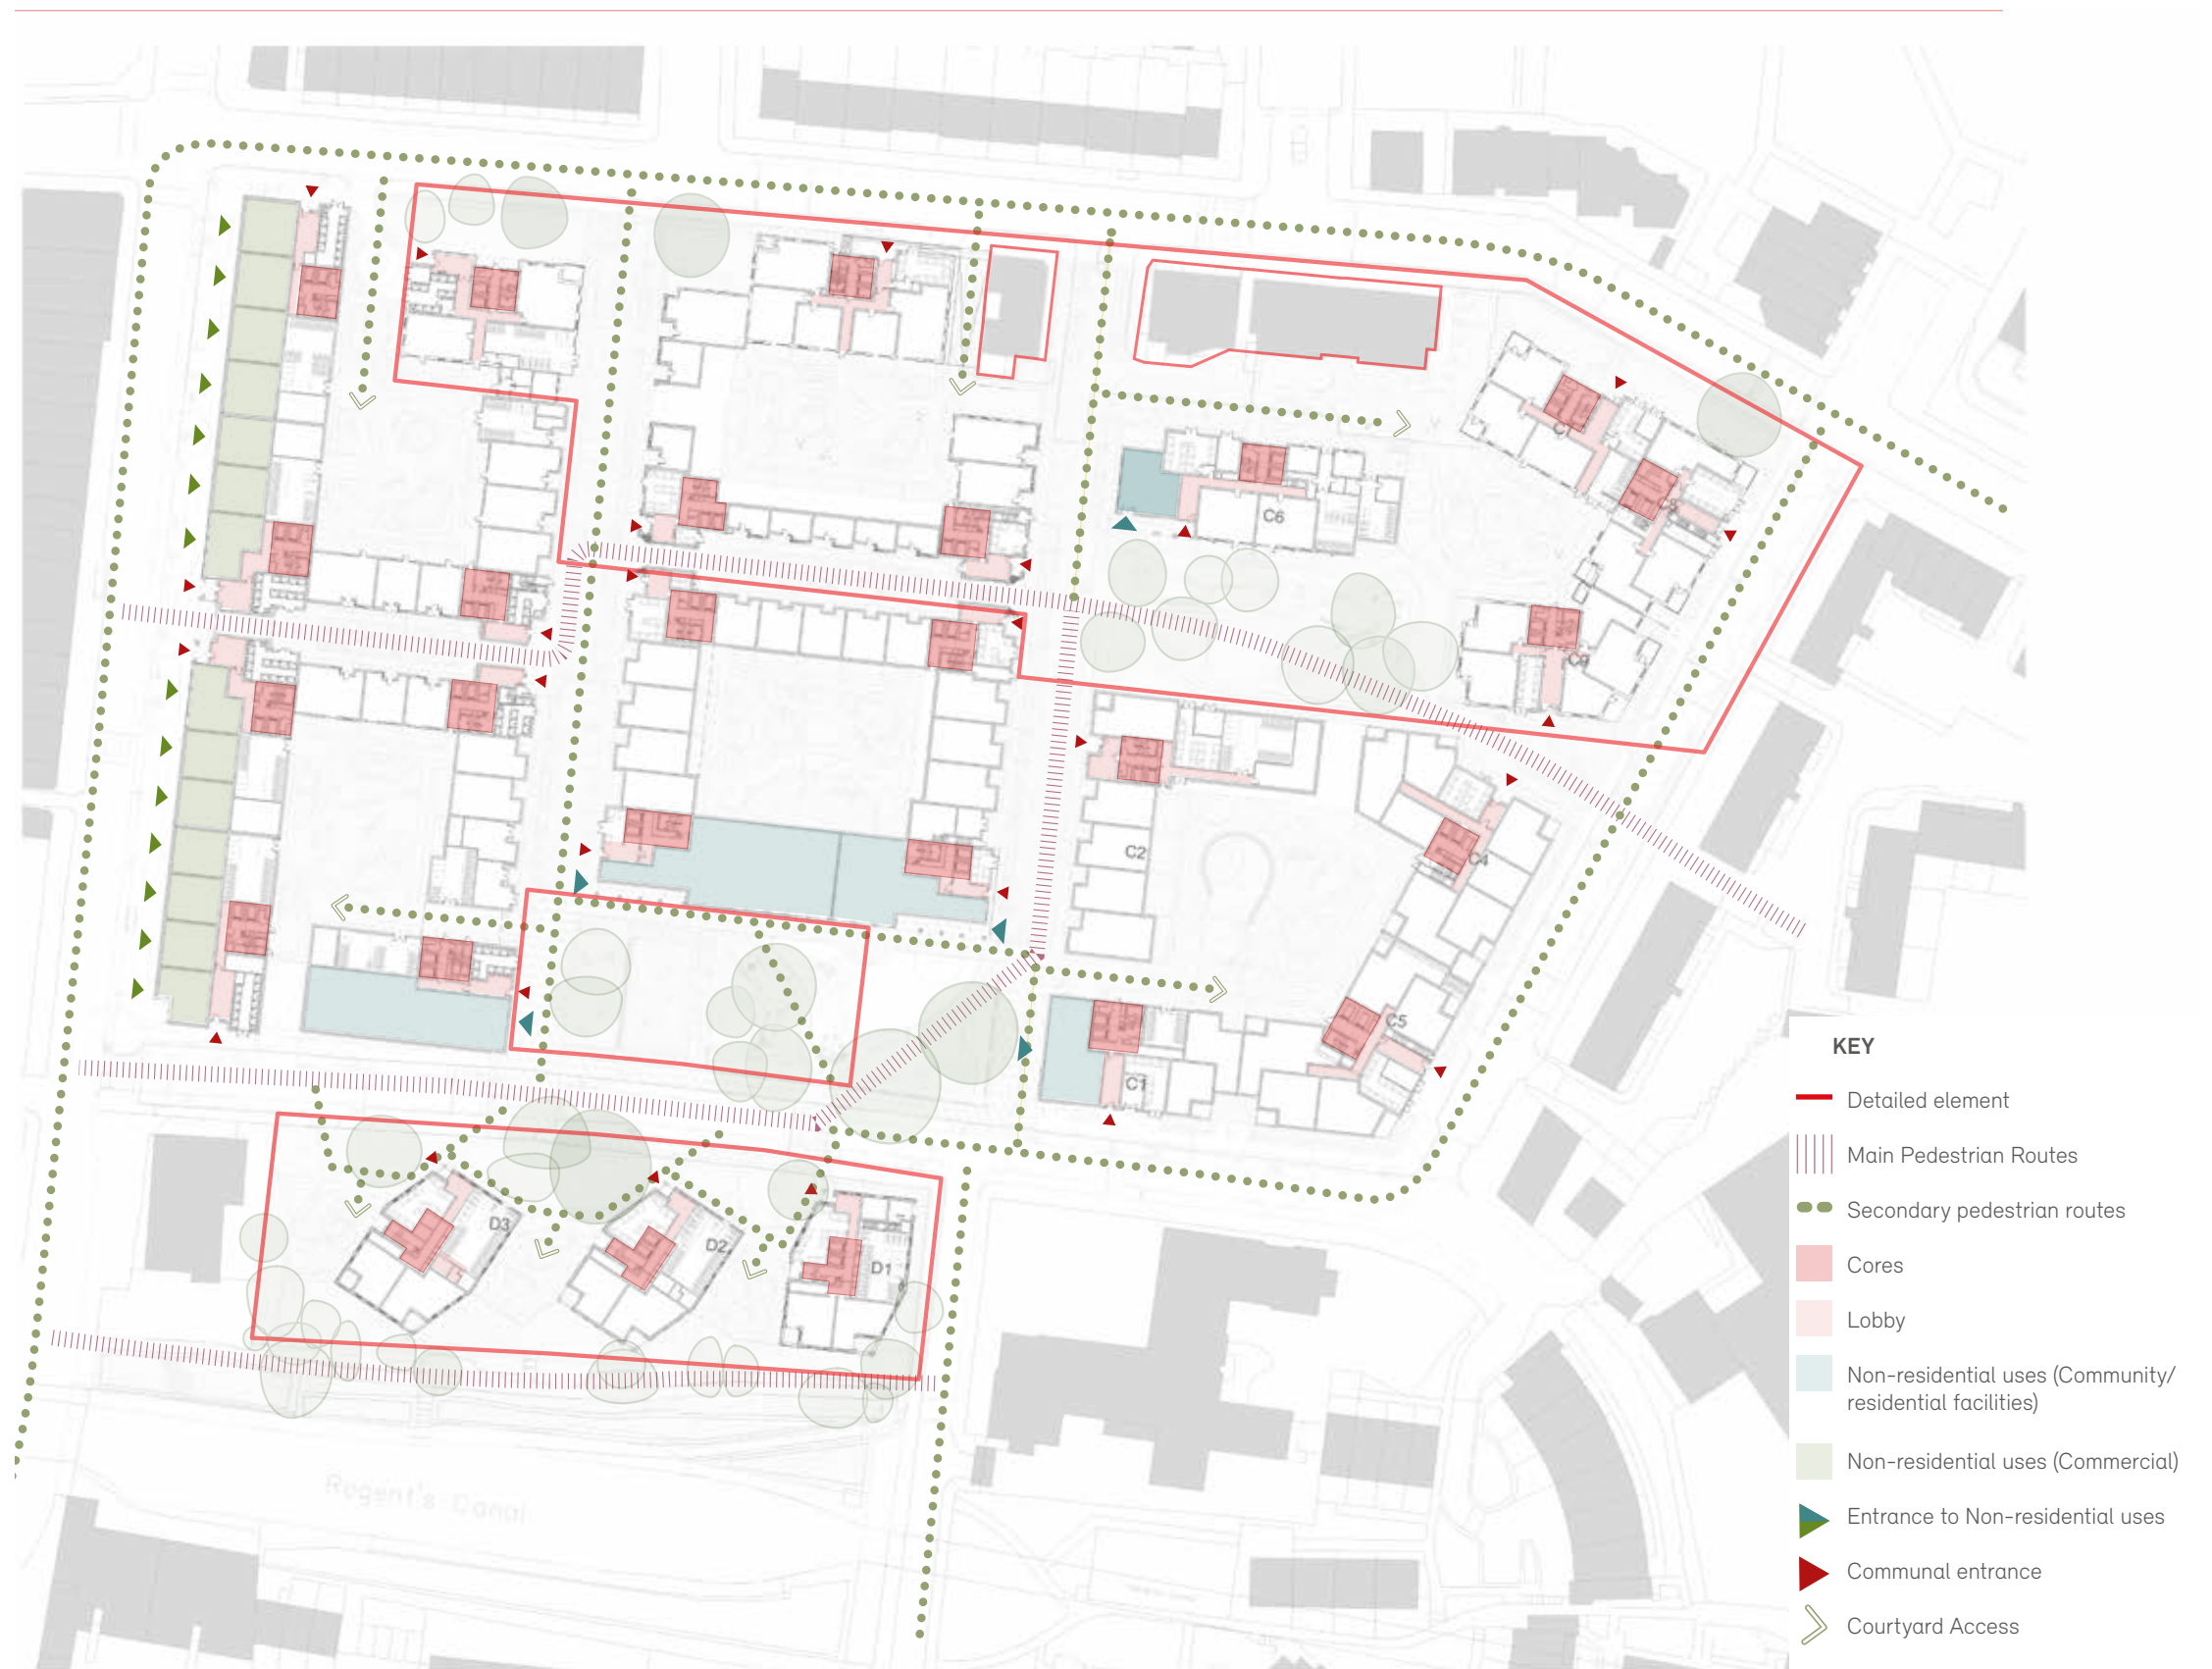 C6
C9
C2
C4
C5
C1
D3
D2
D1
Regent's Canal
KEY
Detailed element
Main Pedestrian Routes
Secondary pedestrian routes
Cores
Lobby
Non-residential uses (Community/
residential facilities)
Non-residential uses (Commercial)
Entrance to Non-residential uses
Communal entrance
Courtyard Access